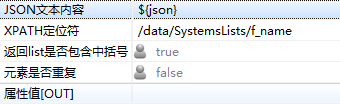 JSON文本内容 ${json}
XPATH定位符 /data/SystemsLists/f_name
返回list是否包含中括号 true
元素是否重复 false
属性值[OUT]